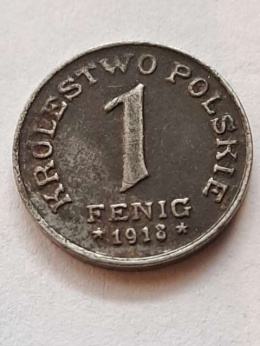 KRÓLESTWO POLSKIE
1
FENIG
* 1918 *